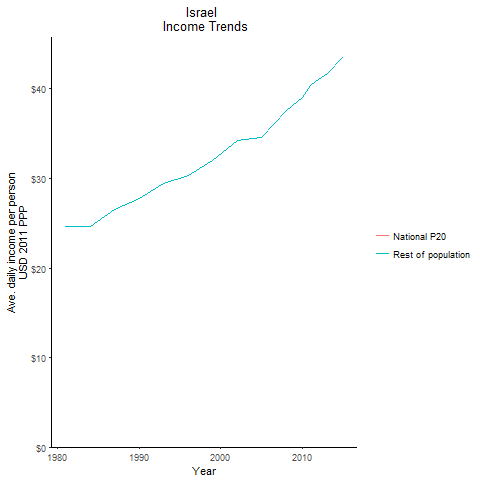 Israel
Income Trends
Ave. daily income per person
USD 2011 PPP
$40
$30
$20
$10
$0
1980
1990
2000
2010
Year
National P20
Rest of population